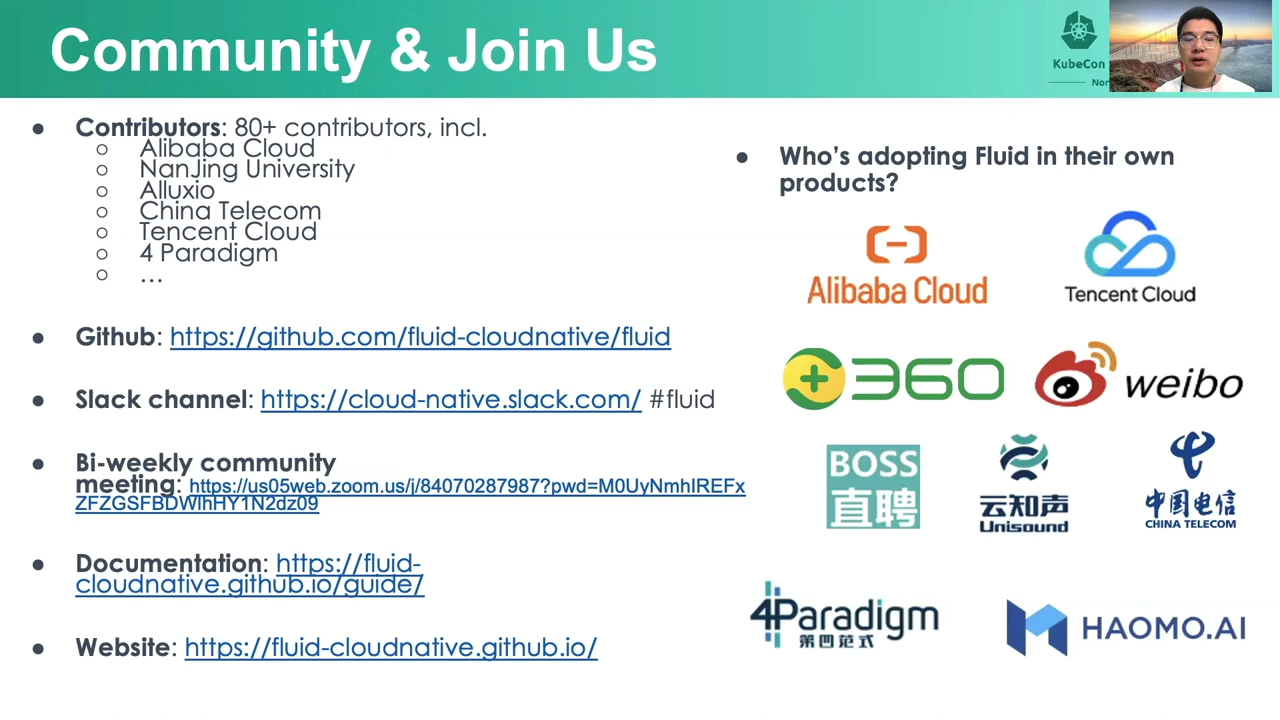 Community & Join Us
KubeCon
Nor
● Contributors: 80+ contributors, incl.
○ Alibaba Cloud
○ NanJing University
○ Alluxio
○ China Telecom
○ Tencent Cloud
○ 4 Paradigm
○ ...
● Github: https://github.com/fluid-cloudnative/fluid
● Slack channel: https://cloud-native.slack.com/ #fluid
● Bi-weekly community
meeting: https://us05web.zoom.us/j/84070287987?pwd=M0UyNmhIREFx
ZFZGSFBDWlhHY1N2dz09
● Documentation: https://fluid-
cloudnative.github.io/guide/
● Website: https://fluid-cloudnative.github.io/
● Who's adopting Fluid in their own
products?
Alibaba Cloud
Tencent Cloud
360
weibo
BOSS
直聘
云知声
Unisound
中国电信
CHINA TELECOM
4Paradigm
第四范式
HAOMO.AI